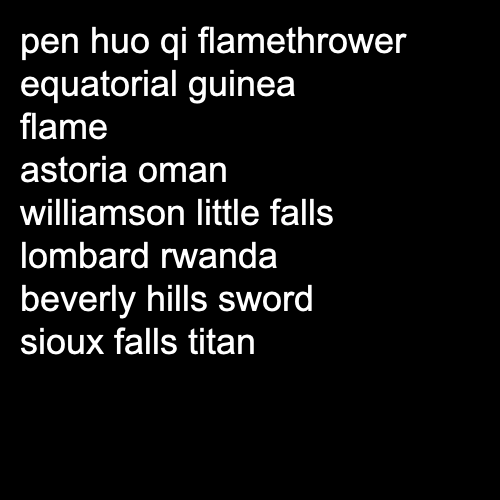 pen huo qi flamethrower
equatorial guinea
flame
astoria oman
williamson little falls
lombard rwanda
beverly hills sword
sioux falls titan